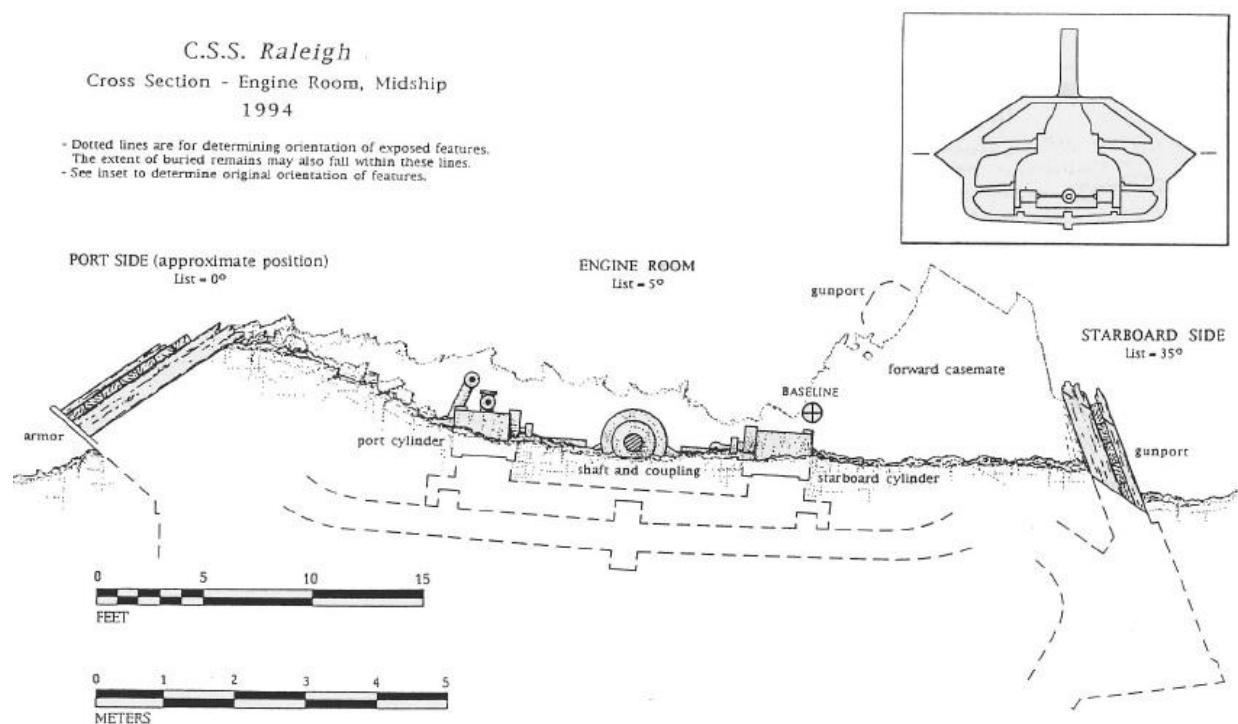 C.S.S. Raleigh
Cross Section - Engine Room, Midship
1994
- Dotted lines are for determining orientation of exposed features.
The extent of buried remains may also fall within these lines.
- See inset to determine original orientation of features.
PORT SIDE (approximate position)
List = 0°
ENGINE ROOM
List = 5°
gunport
STARBOARD SIDE
List = 35°
forward casemate
BASELINE
armor
port cylinder
shaft and coupling
starboard cylinder
gunport
0 5 10 15
FEET
0 1 2 3 4 5
METERS